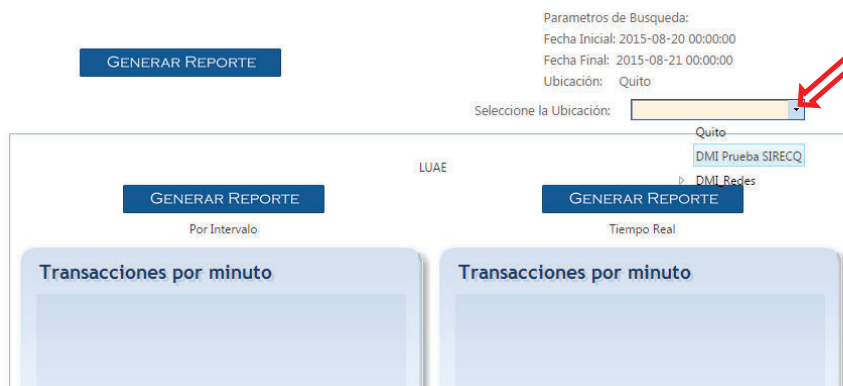 Parametros de Busqueda:
Fecha Inicial: 2015-08-20 00:00:00
GENERAR REPORTE
Fecha Final: 2015-08-21 00:00:00
Ubicación: Quito
Seleccione la Ubicación:
Quito
DMI Prueba SIRECQ
LUAE
DMI_Redes
GENERAR REPORTE GENERAR REPORTE
Por Intervalo Tiempo Real
Transacciones por minuto Transacciones por minuto